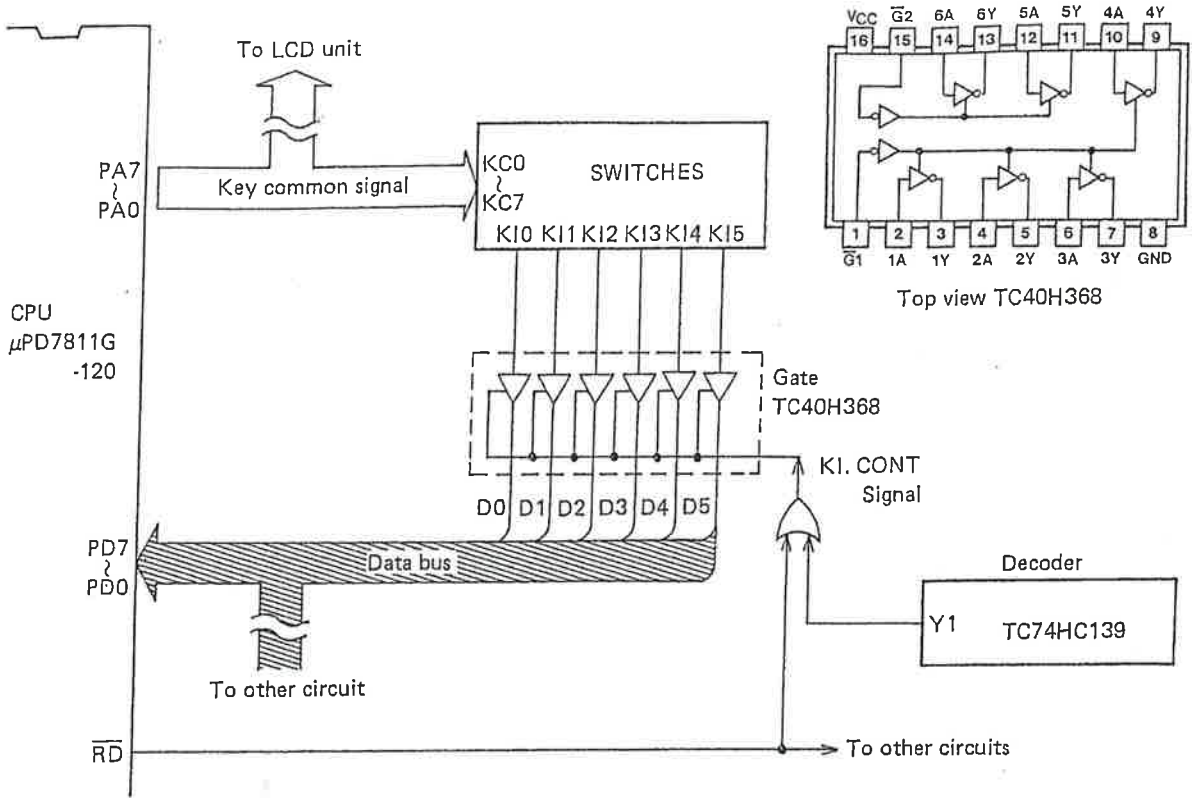 To LCD unit
PA7
~
PA0
Key common signal
KC0
~
KC7
SWITCHES
KI0 KI1 KI2 KI3 KI4 KI5
VCC G̅2 6A 6Y 5A 5Y 4A 4Y
16 15 14 13 12 11 10 9
1 2 3 4 5 6 7 8
G̅1 1A 1Y 2A 2Y 3A 3Y GND
Top view TC40H368
CPU
μPD7811G
-120
Gate
TC40H368
KI. CONT
Signal
D0 D1 D2 D3 D4 D5
PD7
~
PD0
Data bus
Decoder
Y1 TC74HC139
To other circuit
R̅D̅
To other circuits